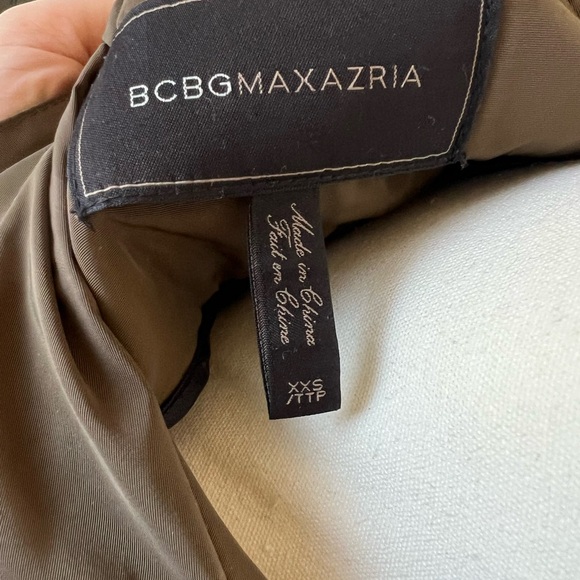 BCBGMAXAZRIA
Made in China
Fait en Chine
XXS
/TTP